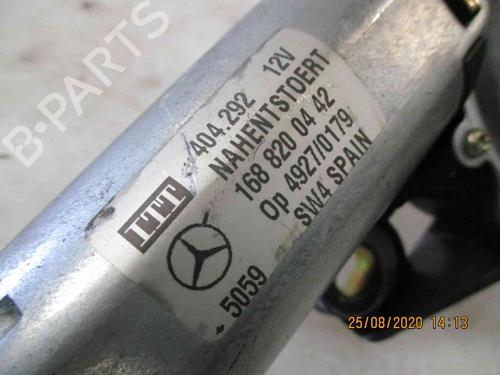 ITT 404.292 12V
NAHENTSTOERT
168 820 04 42
Op 4927/0179
5059 SW4 SPAIN
B-PARTS
25/08/2020 14:13